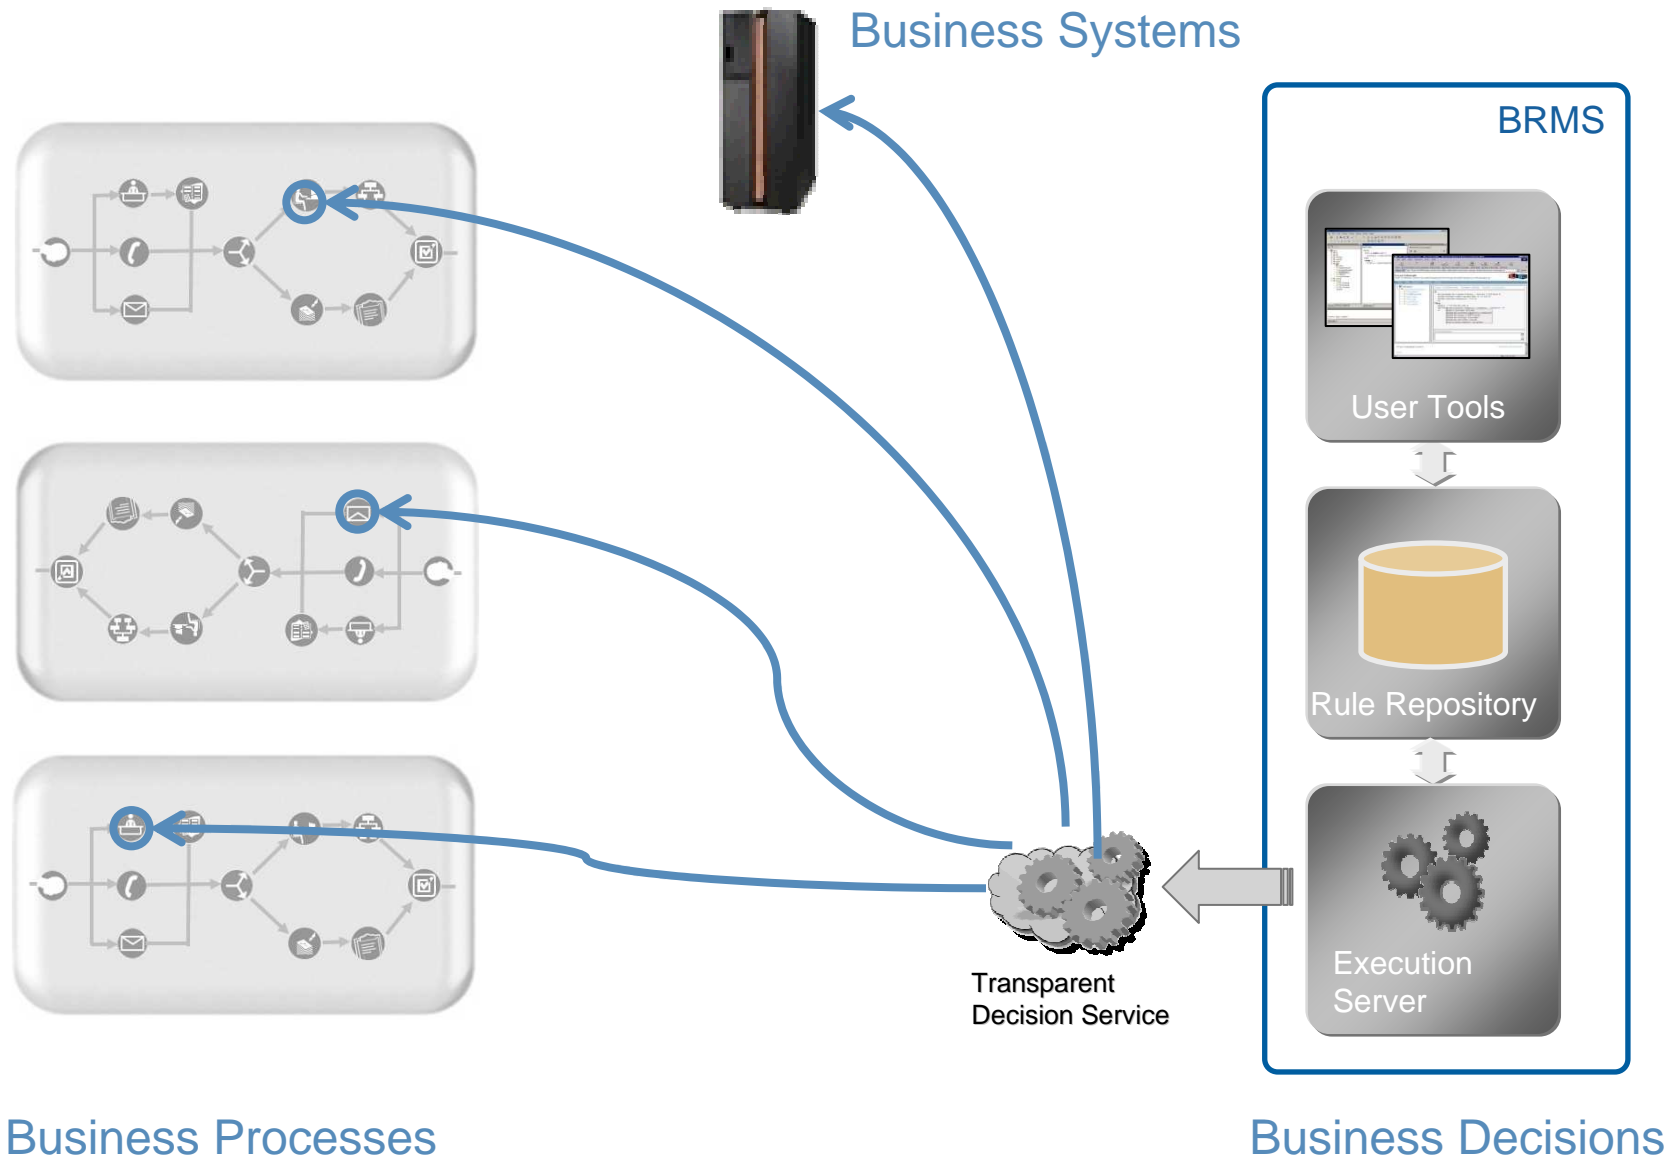 Business Systems
BRMS
User Tools
Rule Repository
Execution
Server
Transparent
Decision Service
Business Processes
Business Decisions